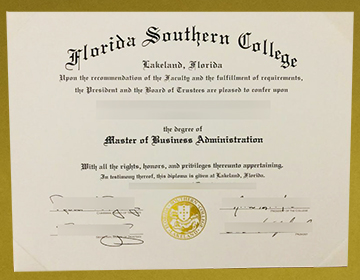 Florida Southern College
Lakeland, Florida
Upon the recommendation of the Faculty and the fulfillment of requirements,
the President and the Board of Trustees are pleased to confer upon
the degree of
Master of Business Administration
With all the rights, honors, and privileges thereunto appertaining.
In testimony thereof, this diploma is given at Lakeland, Florida.